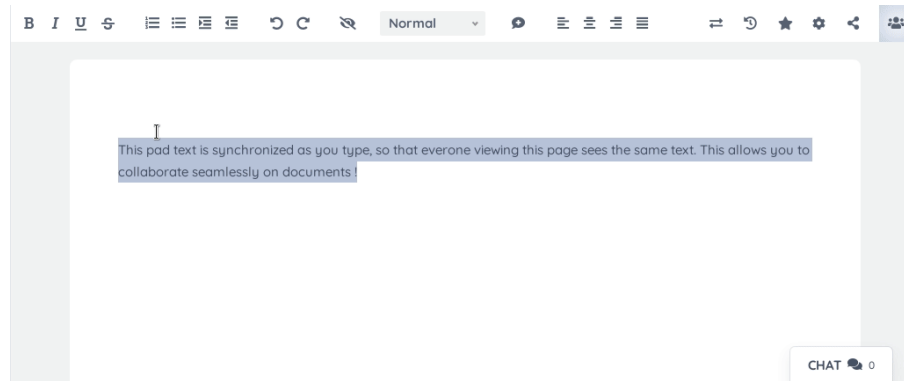 B I U S Normal
This pad text is synchronized as you type, so that everone viewing this page sees the same text. This allows you to
collaborate seamlessly on documents !
CHAT 0